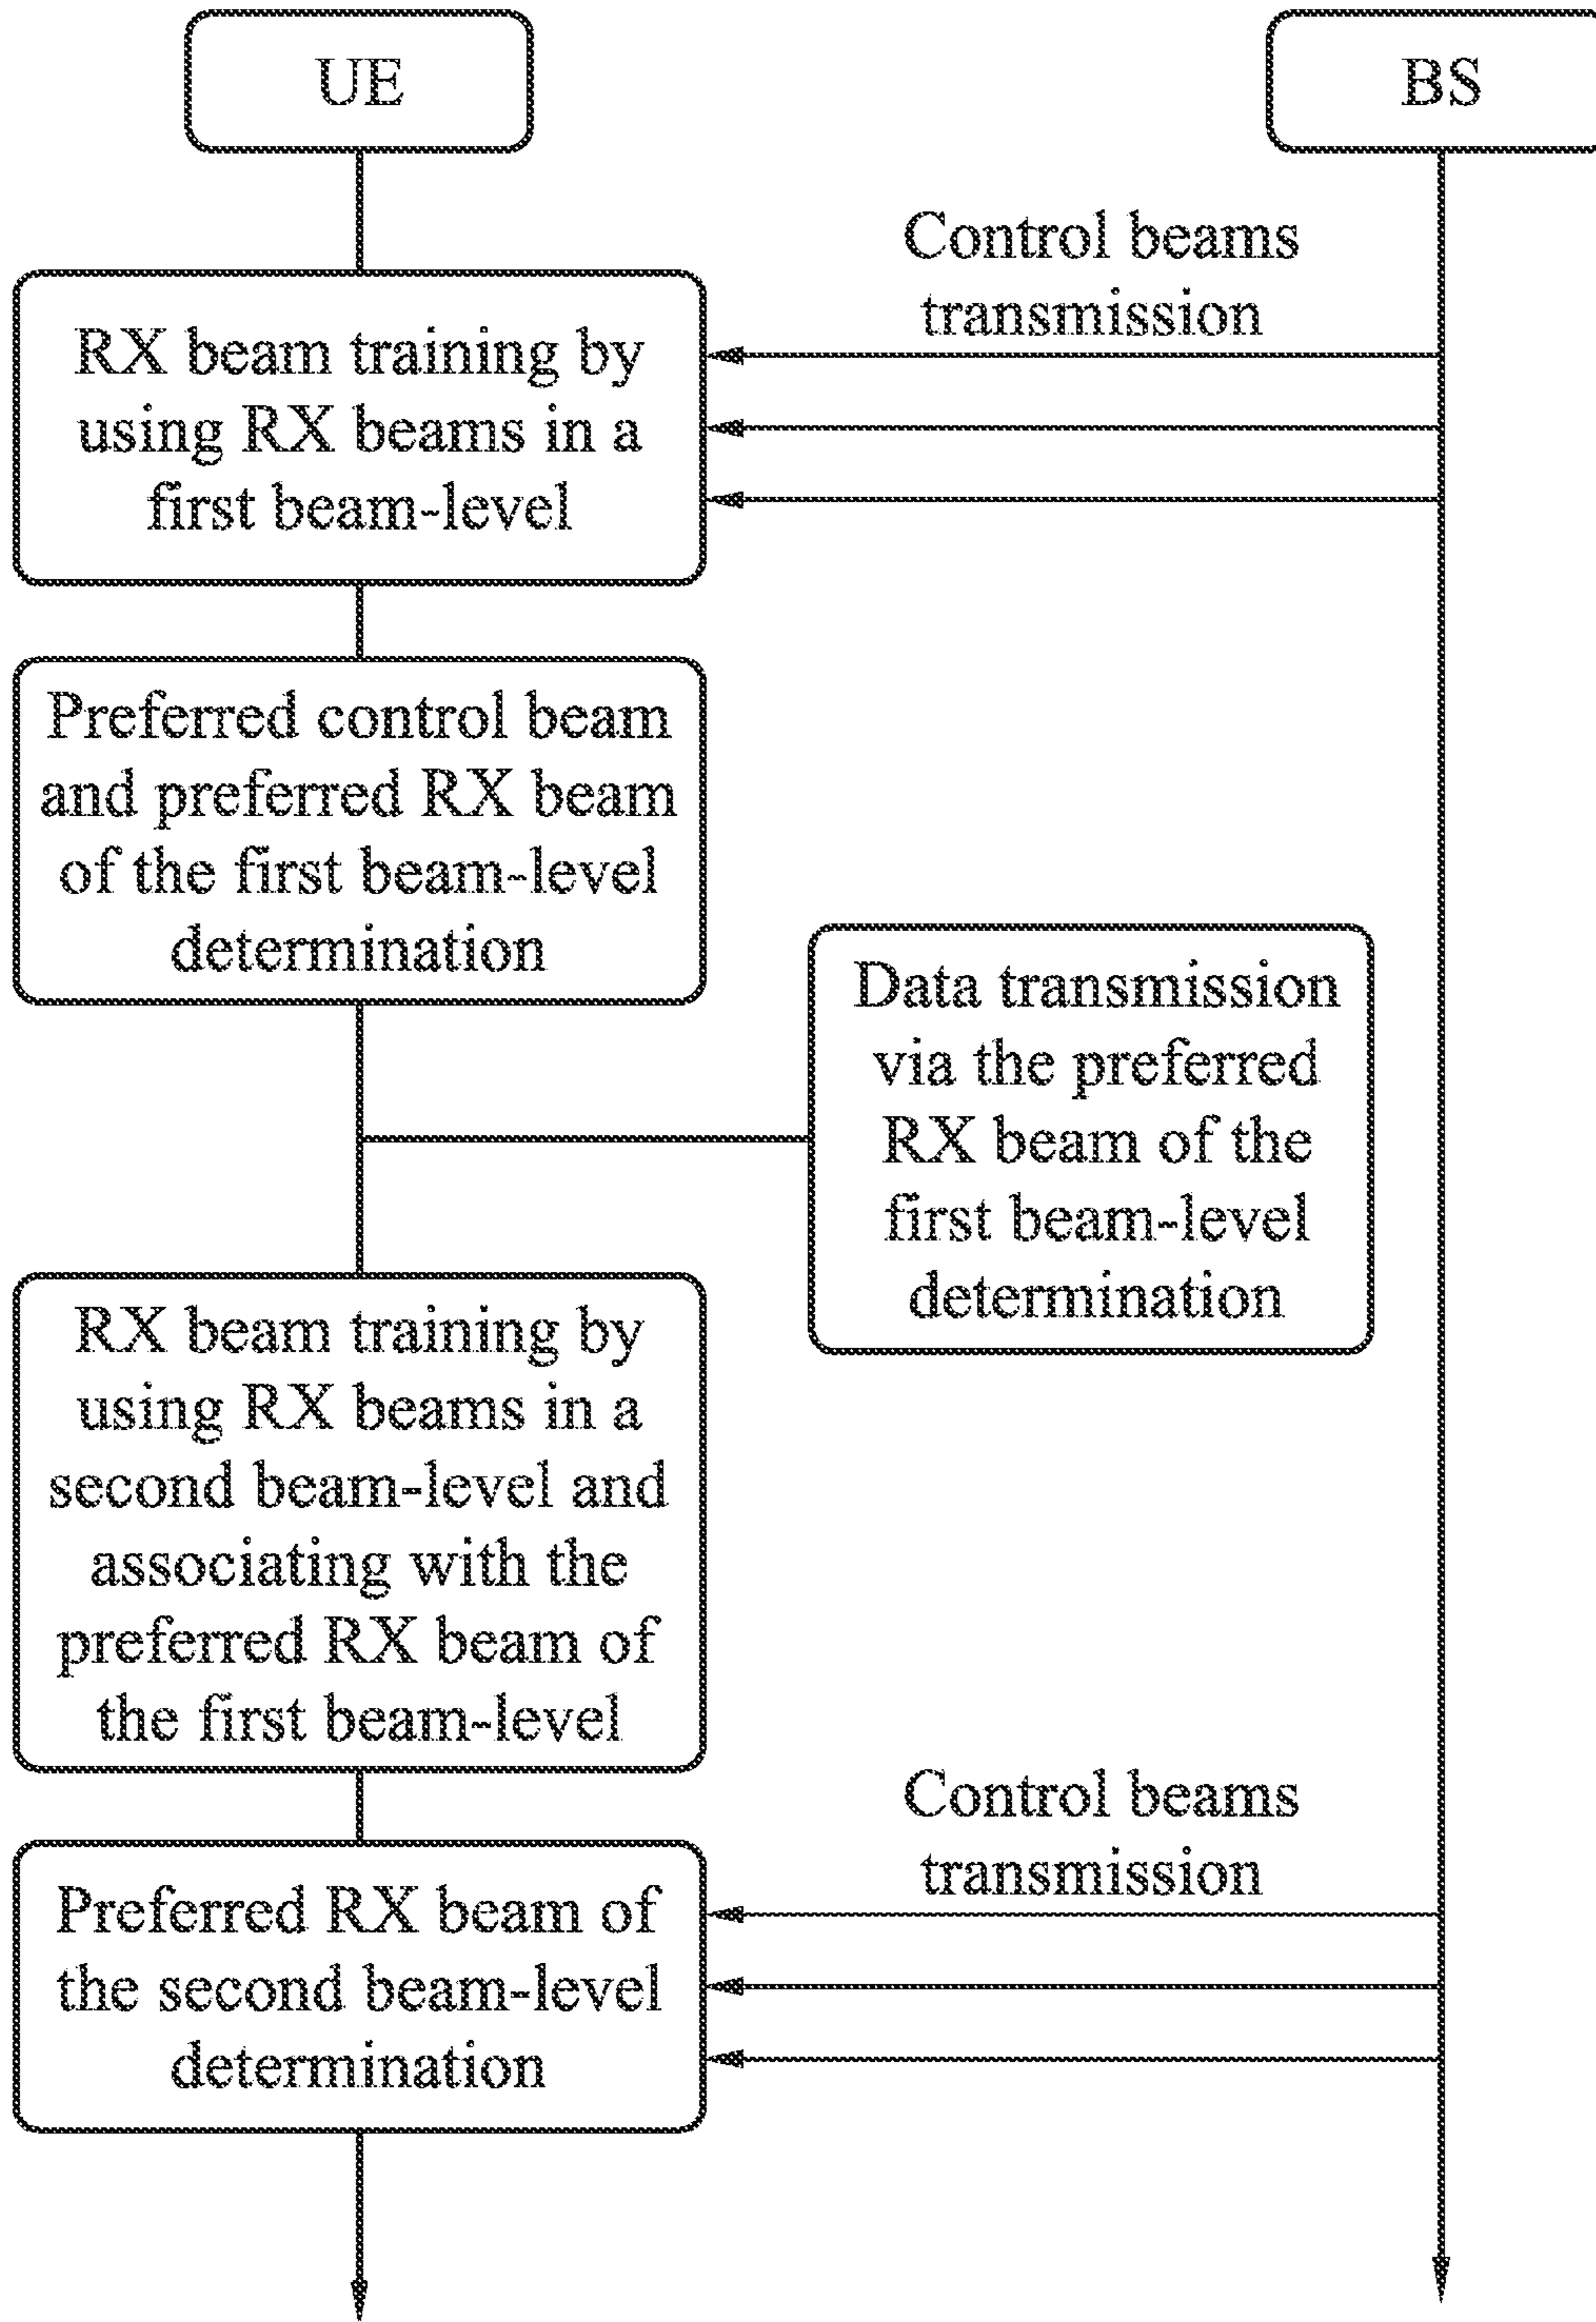 UE
BS
Control beams
transmission
RX beam training by
using RX beams in a
first beam-level
Preferred control beam
and preferred RX beam
of the first beam-level
determination
Data transmission
via the preferred
RX beam of the
first beam-level
determination
RX beam training by
using RX beams in a
second beam-level and
associating with the
preferred RX beam of
the first beam-level
Control beams
transmission
Preferred RX beam of
the second beam-level
determination